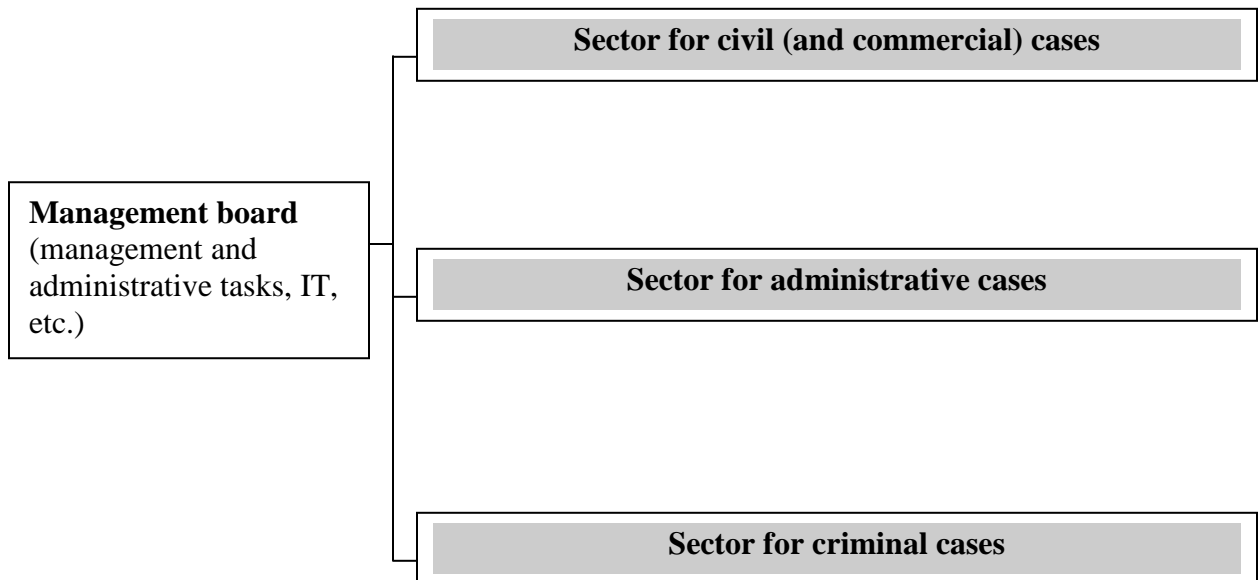 Sector for civil (and commercial) cases
Management board
(management and
administrative tasks, IT,
etc.)
Sector for administrative cases
Sector for criminal cases